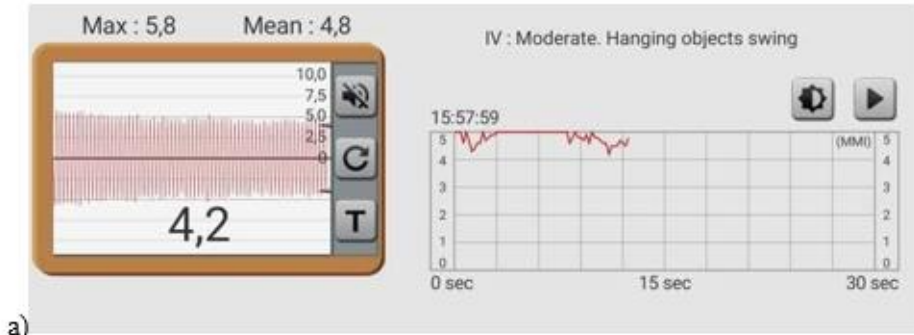 Max : 5,8 Mean : 4,8
IV : Moderate. Hanging objects swing
10,0
7,5
5,0
2,5
0
4,2
T
15:57:59
(MMI)
5 5
4 4
3 3
2 2
1 1
0 0
0 sec 15 sec 30 sec
a)